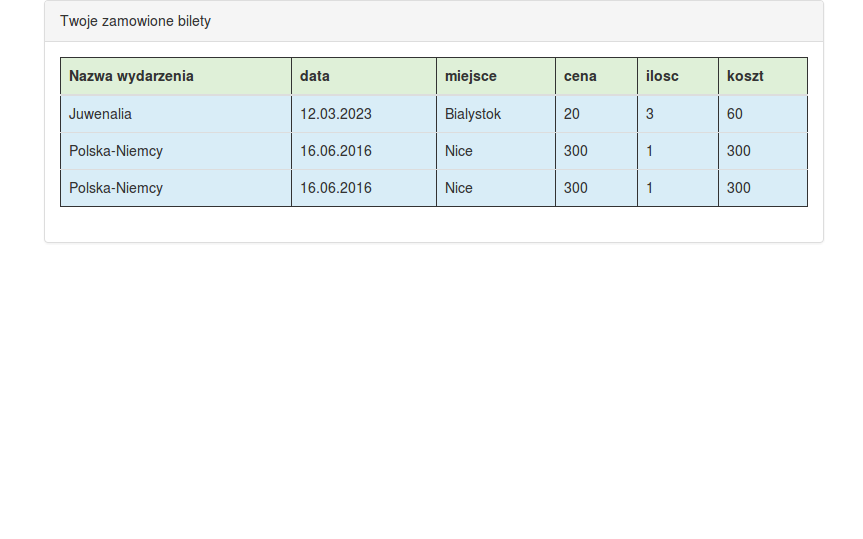 Twoje zamowione bilety
Nazwa wydarzenia data miejsce cena ilosc koszt
Juwenalia 12.03.2023 Bialystok 20 3 60
Polska-Niemcy 16.06.2016 Nice 300 1 300
Polska-Niemcy 16.06.2016 Nice 300 1 300